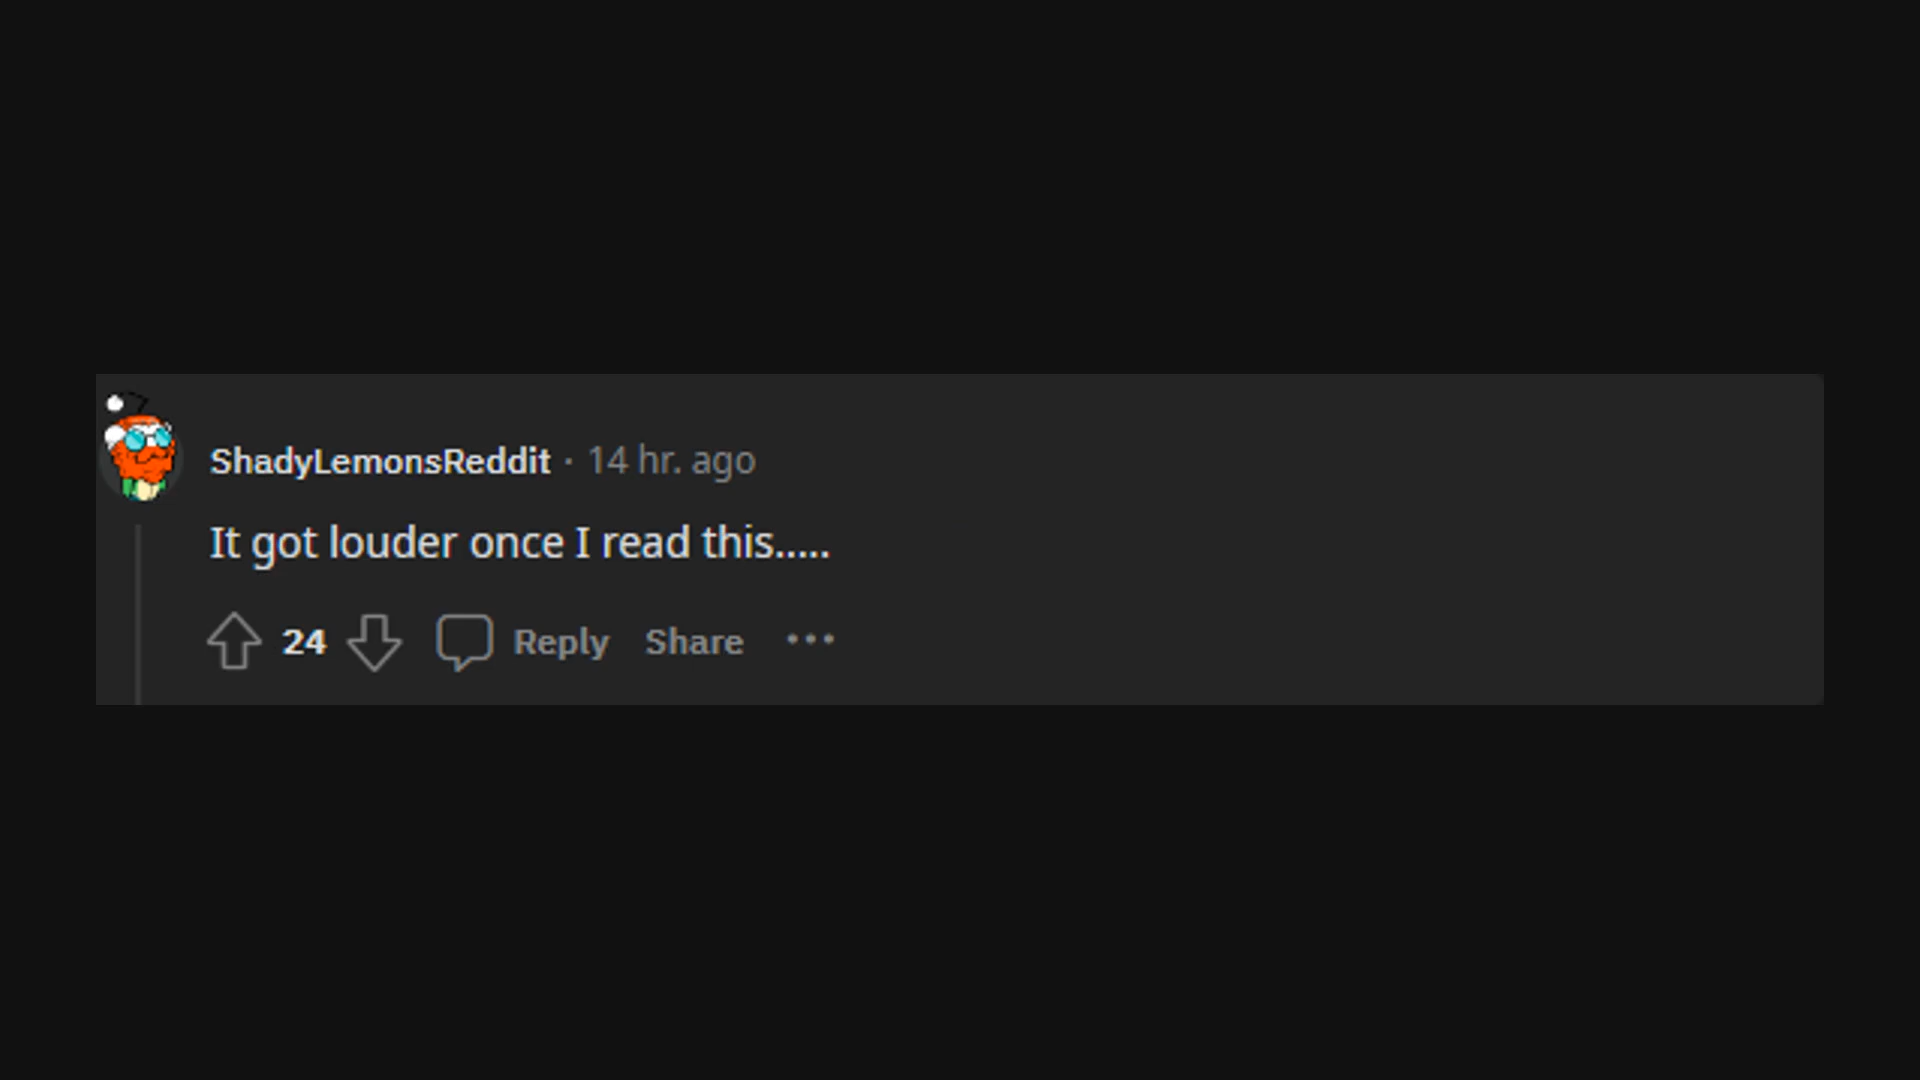 ShadyLemonsReddit · 14 hr. ago
It got louder once I read this.....
24 Reply Share ...